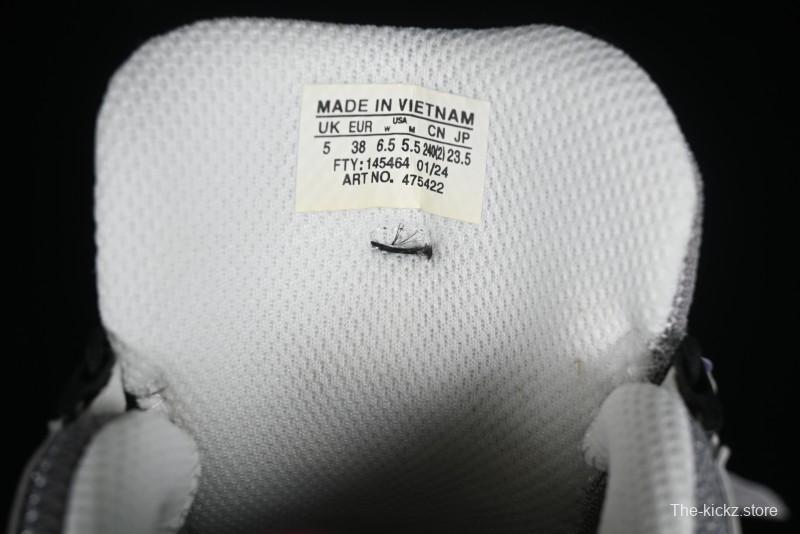 MADE IN VIETNAM
UK EUR USA W M CN JP
5 38 6.5 5.5 240(2) 23.5
FTY: 145464 01/24
ART NO. 475422
The-kickz.store